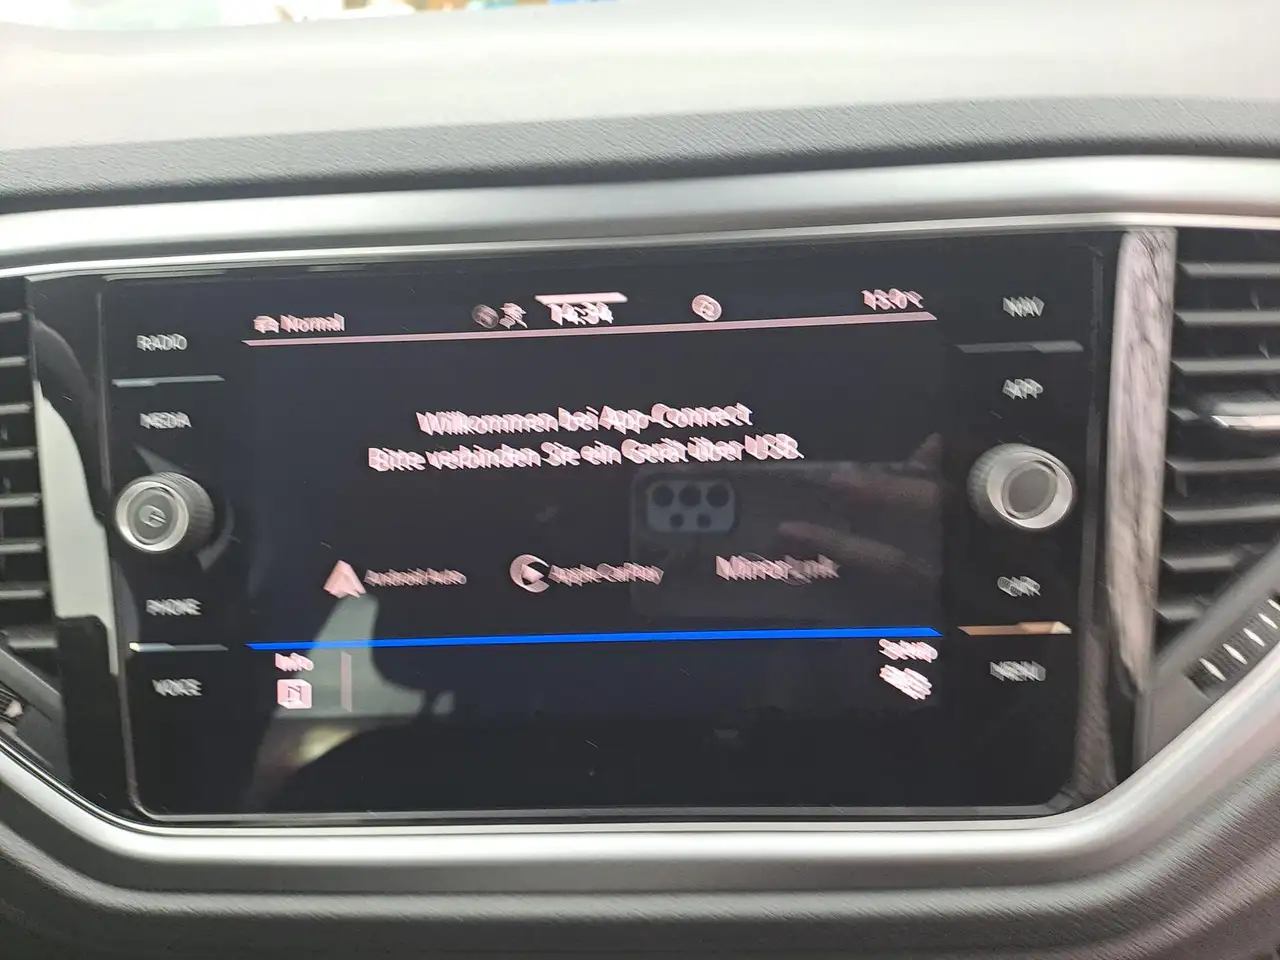 RADIO
MEDIA
PHONE
VOICE
Normal
14:34
Willkommen bei App-Connect
Bitte verbinden Sie ein Gerät über USB.
Android Auto
Apple CarPlay
MirrorLink
Info
Setup
NAV
APP
CAR
MENU